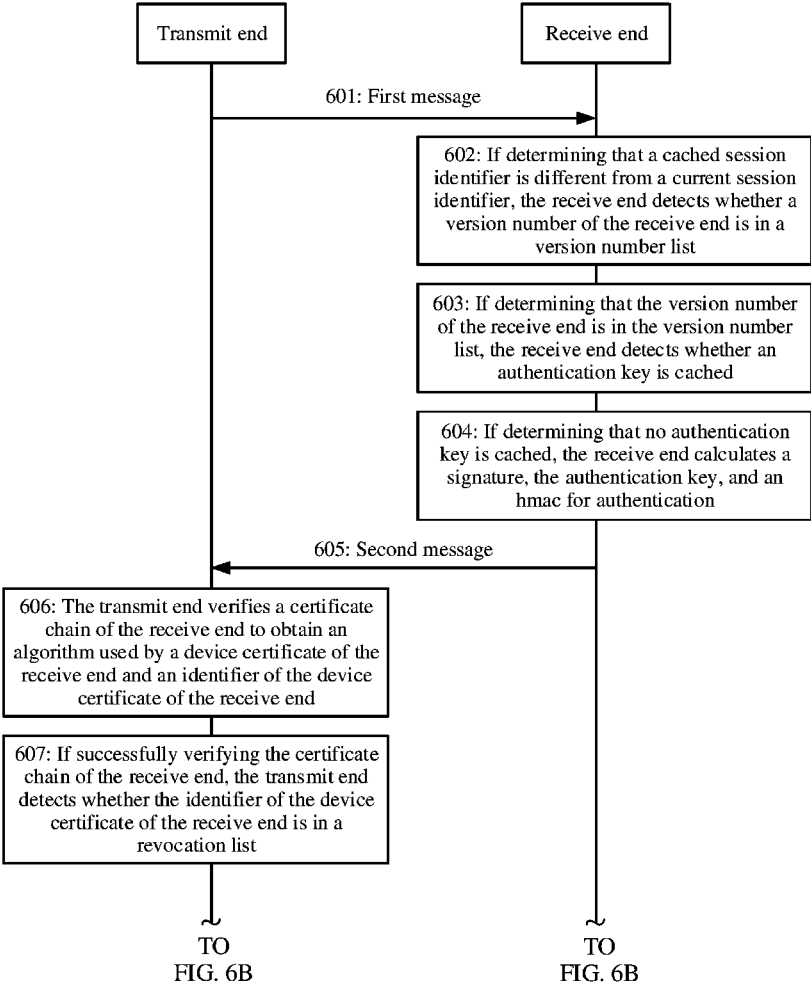 Transmit end
Receive end
601: First message
602: If determining that a cached session
identifier is different from a current session
identifier, the receive end detects whether a
version number of the receive end is in a
version number list
603: If determining that the version number
of the receive end is in the version number
list, the receive end detects whether an
authentication key is cached
604: If determining that no authentication
key is cached, the receive end calculates a
signature, the authentication key, and an
hmac for authentication
605: Second message
606: The transmit end verifies a certificate
chain of the receive end to obtain an
algorithm used by a device certificate of the
receive end and an identifier of the device
certificate of the receive end
607: If successfully verifying the certificate
chain of the receive end, the transmit end
detects whether the identifier of the device
certificate of the receive end is in a
revocation list
TO
FIG. 6B
TO
FIG. 6B